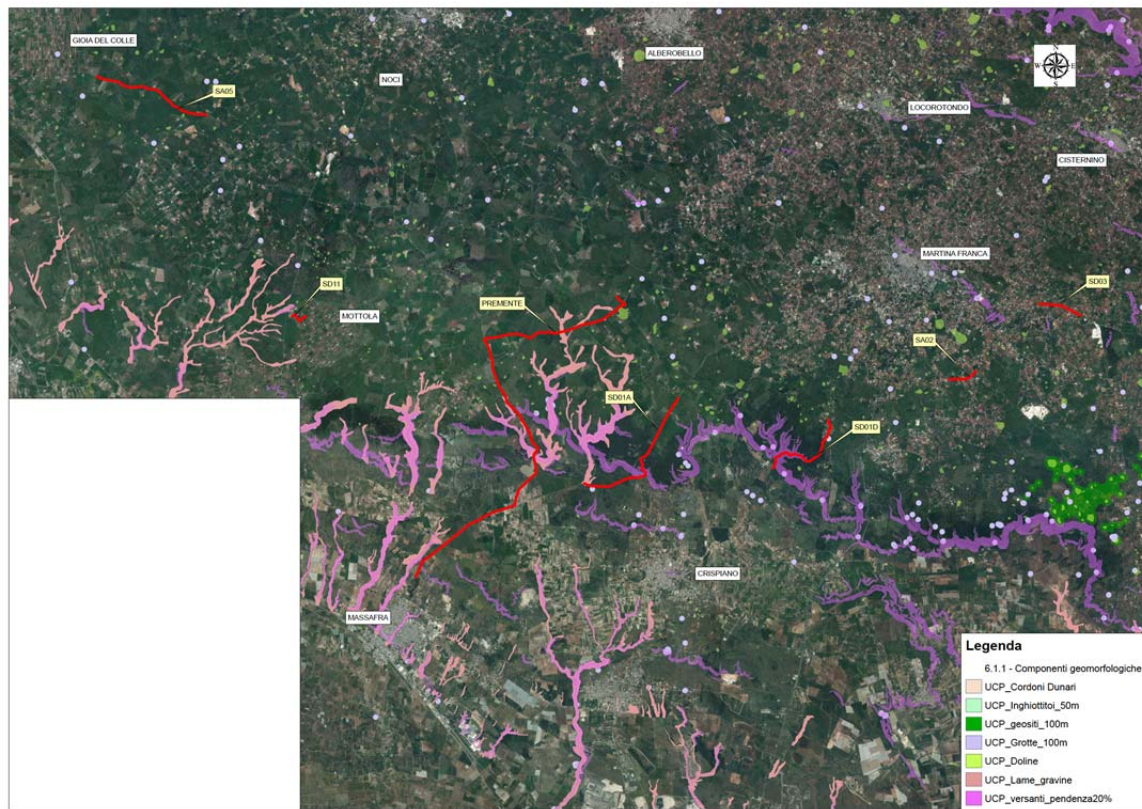 GIOIA DEL COLLE
ALBEROBELLO
N
W E
S
NOCI
SA05
LOCOROTONDO
CISTERNINO
MARTINA FRANCA
SD11
SD03
PREMENTE
MOTTOLA
SA02
SD01A
SD01D
CRISPIANO
MASSAFRA
Legenda
6.1.1 - Componenti geomorfologiche
UCP_Cordoni Dunari
UCP_Inghiottitoi_50m
UCP_geositi_100m
UCP_Grotte_100m
UCP_Doline
UCP_Lame_gravine
UCP_versanti_pendenza20%